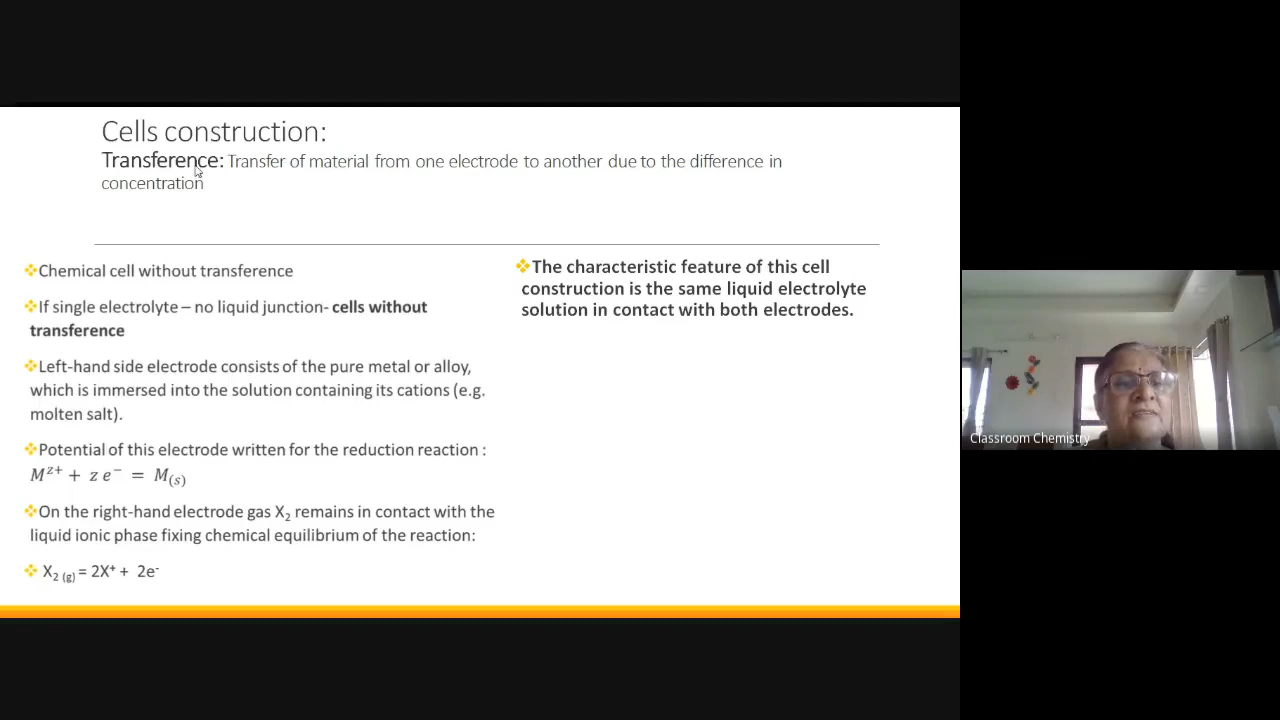 Cells construction:
Transference: Transfer of material from one electrode to another due to the difference in
concentration
❖Chemical cell without transference
❖If single electrolyte – no liquid junction- cells without
transference
❖Left-hand side electrode consists of the pure metal or alloy,
which is immersed into the solution containing its cations (e.g.
molten salt).
❖Potential of this electrode written for the reduction reaction :
M^{z+} + z e^{−} = M_{(s)}
❖On the right-hand electrode gas X₂ remains in contact with the
liquid ionic phase fixing chemical equilibrium of the reaction:
❖ X_{2 (g)} = 2X⁺ + 2e⁻
❖The characteristic feature of this cell
construction is the same liquid electrolyte
solution in contact with both electrodes.
Classroom Chemistry